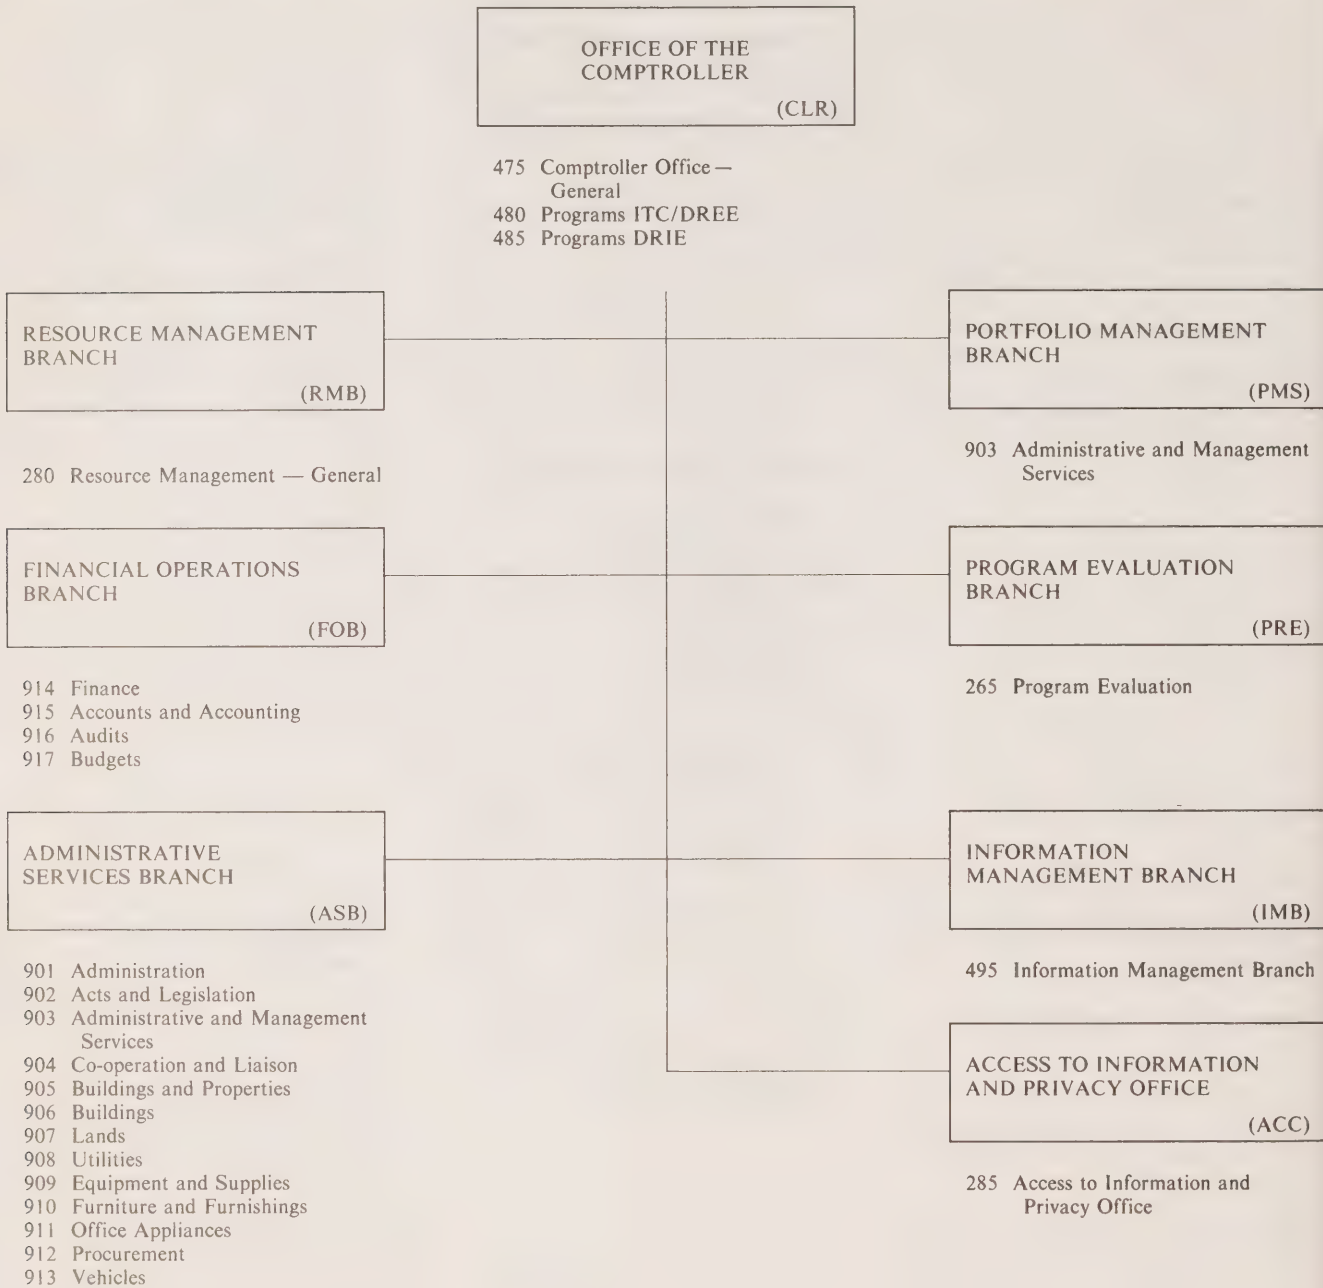 OFFICE OF THE
COMPTROLLER
(CLR)
475 Comptroller Office —
General
480 Programs ITC/DREE
485 Programs DRIE
RESOURCE MANAGEMENT
BRANCH
(RMB)
280 Resource Management — General
PORTFOLIO MANAGEMENT
BRANCH
(PMS)
903 Administrative and Management
Services
FINANCIAL OPERATIONS
BRANCH
(FOB)
914 Finance
915 Accounts and Accounting
916 Audits
917 Budgets
PROGRAM EVALUATION
BRANCH
(PRE)
265 Program Evaluation
ADMINISTRATIVE
SERVICES BRANCH
(ASB)
901 Administration
902 Acts and Legislation
903 Administrative and Management
Services
904 Co-operation and Liaison
905 Buildings and Properties
906 Buildings
907 Lands
908 Utilities
909 Equipment and Supplies
910 Furniture and Furnishings
911 Office Appliances
912 Procurement
913 Vehicles
INFORMATION
MANAGEMENT BRANCH
(IMB)
495 Information Management Branch
ACCESS TO INFORMATION
AND PRIVACY OFFICE
(ACC)
285 Access to Information and
Privacy Office